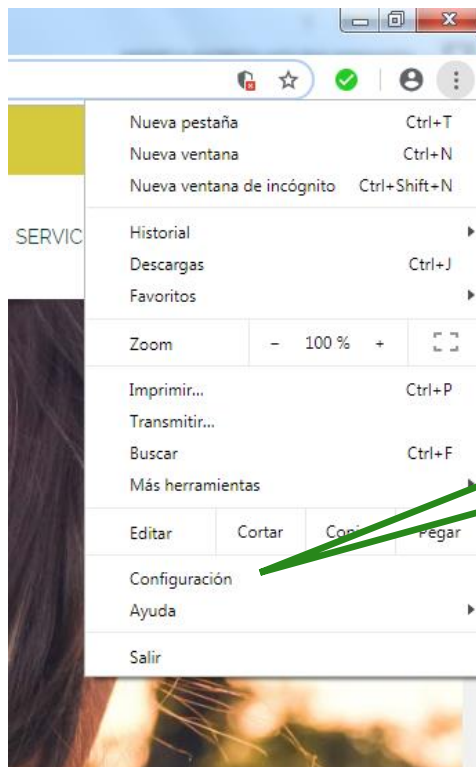 Nueva pestaña Ctrl+T
Nueva ventana Ctrl+N
Nueva ventana de incógnito Ctrl+Shift+N
SERVIC
Historial
Descargas Ctrl+J
Favoritos
Zoom - 100 % +
Imprimir... Ctrl+P
Transmitir...
Buscar Ctrl+F
Más herramientas
Editar Cortar Pegar
Configuración
Ayuda
Salir